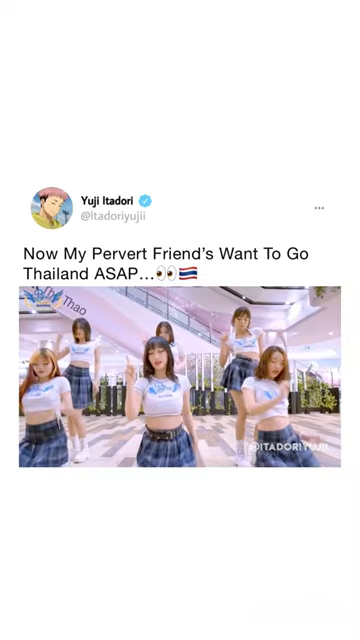 Yuji Itadori
@Itadoriyujii
Now My Pervert Friend's Want To Go
Thailand ASAP...👀🇹🇭
Thao
@ITADORIYUJII